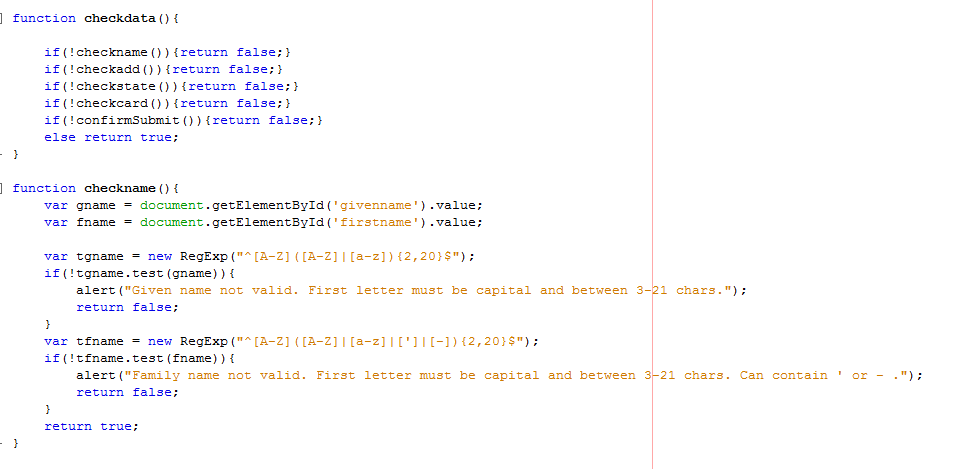 function checkdata(){
if(!checkname()){return false;}
if(!checkadd()){return false;}
if(!checkstate()){return false;}
if(!checkcard()){return false;}
if(!confirmSubmit()){return false;}
else return true;
}
function checkname(){
var gname = document.getElementById('givenname').value;
var fname = document.getElementById('firstname').value;
var tgname = new RegExp("^[A-Z]([A-Z]|[a-z]){2,20}$");
if(!tgname.test(gname)){
alert("Given name not valid. First letter must be capital and between 3-21 chars.");
return false;
}
var tfname = new RegExp("^[A-Z]([A-Z]|[a-z]|[']|[-]){2,20}$");
if(!tfname.test(fname)){
alert("Family name not valid. First letter must be capital and between 3-21 chars. Can contain ' or - .");
return false;
}
return true;
}